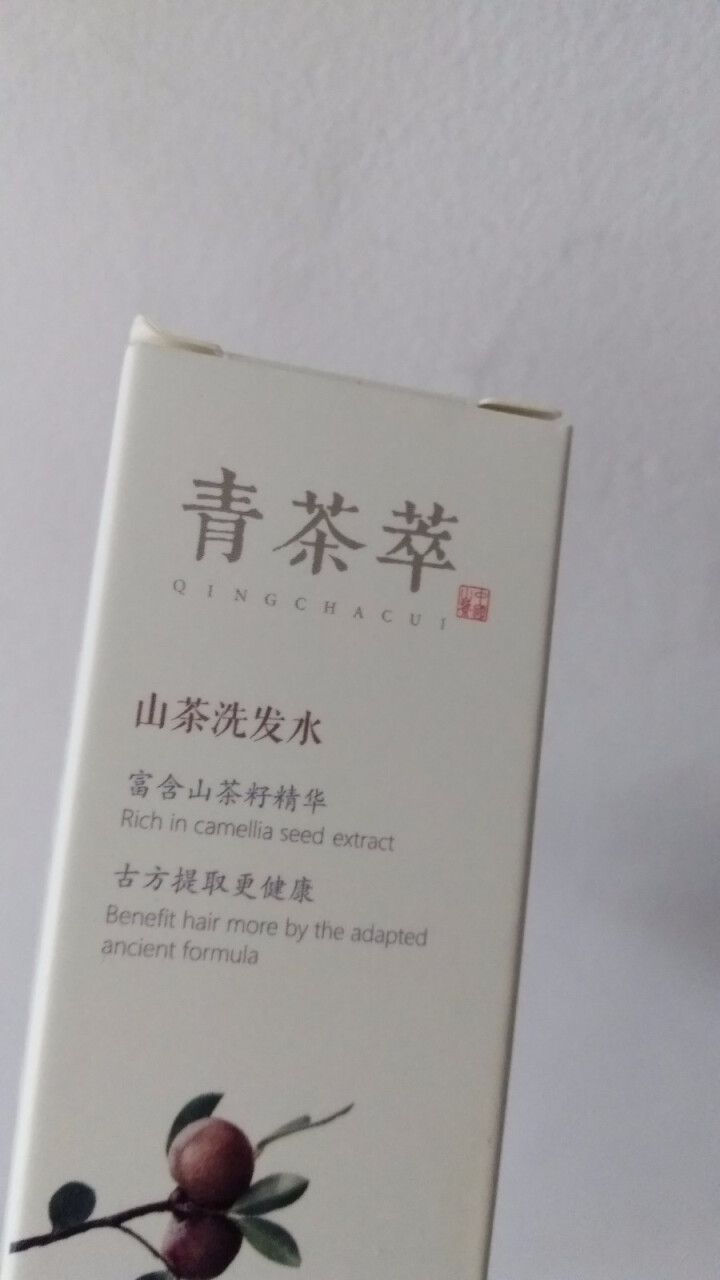 青茶萃
QINGCHACUI
山茶洗发水
富含山茶籽精华
Rich in camellia seed extract
古方提取更健康
Benefit hair more by the adapted
ancient formula